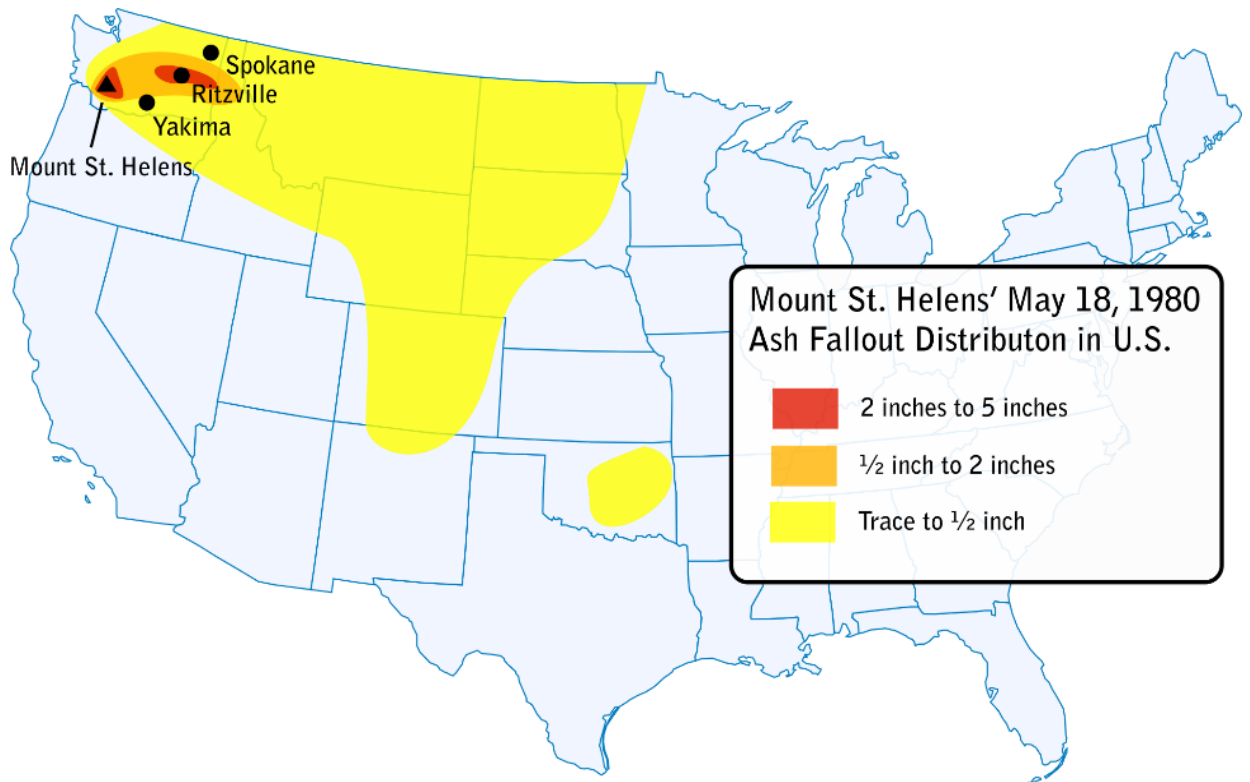 Spokane
Ritzville
Yakima
Mount St. Helens
Mount St. Helens' May 18, 1980
Ash Fallout Distributon in U.S.
2 inches to 5 inches
½ inch to 2 inches
Trace to ½ inch